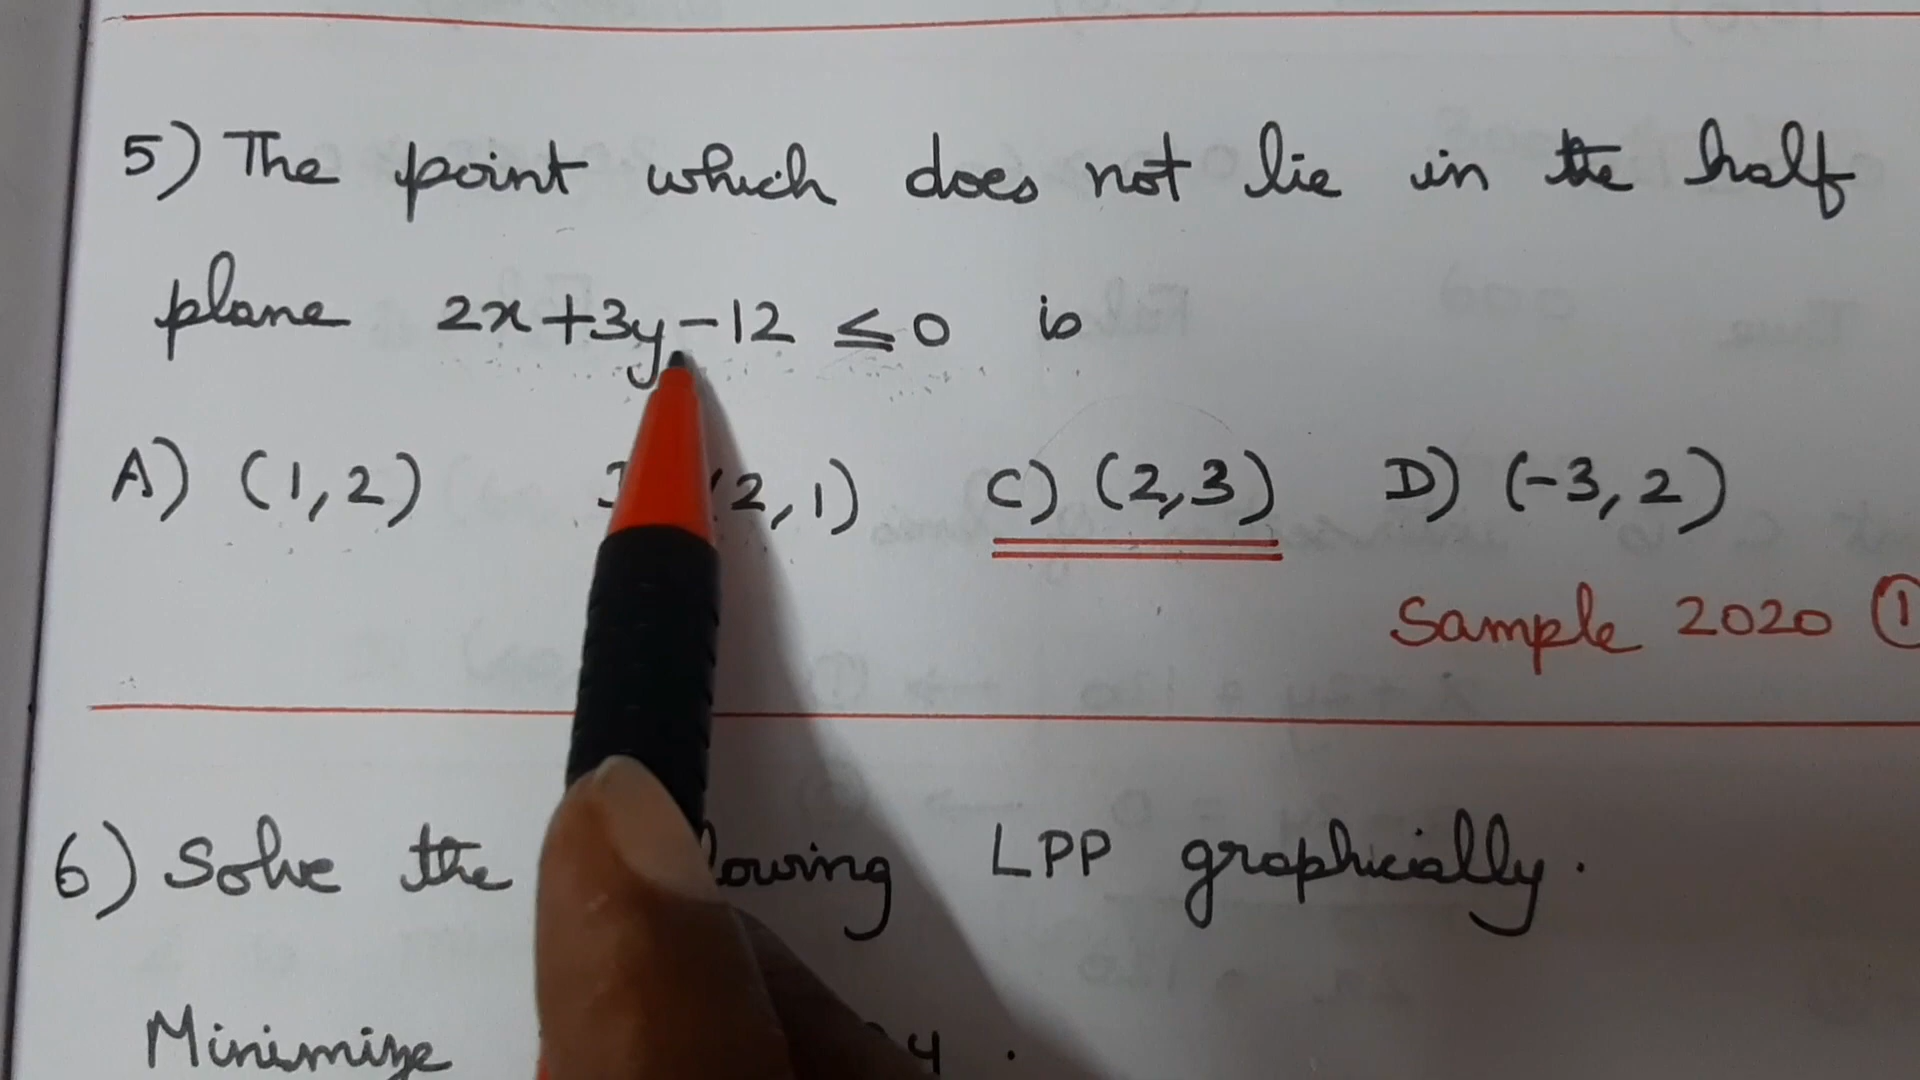 5) The point which does not lie in the half
plane 2x+3y-12 ≤ 0 is
A) (1,2) (2,1) C) (2,3) D) (-3,2)
Sample 2020 ①
6) Solve the LPP graphically.
Minimize